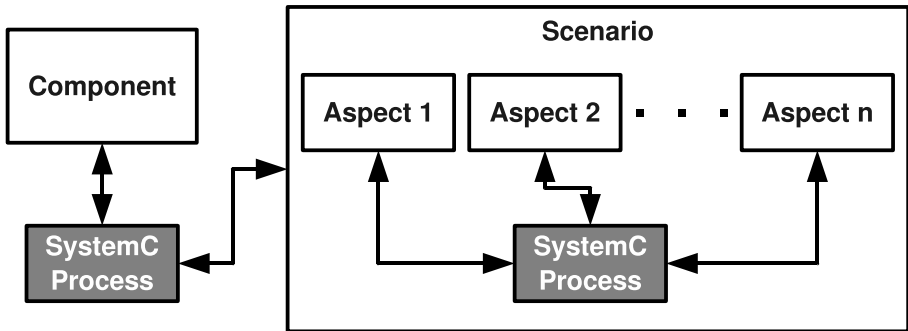 Scenario
Component
Aspect 1
Aspect 2
. . .
Aspect n
SystemC
Process
SystemC
Process